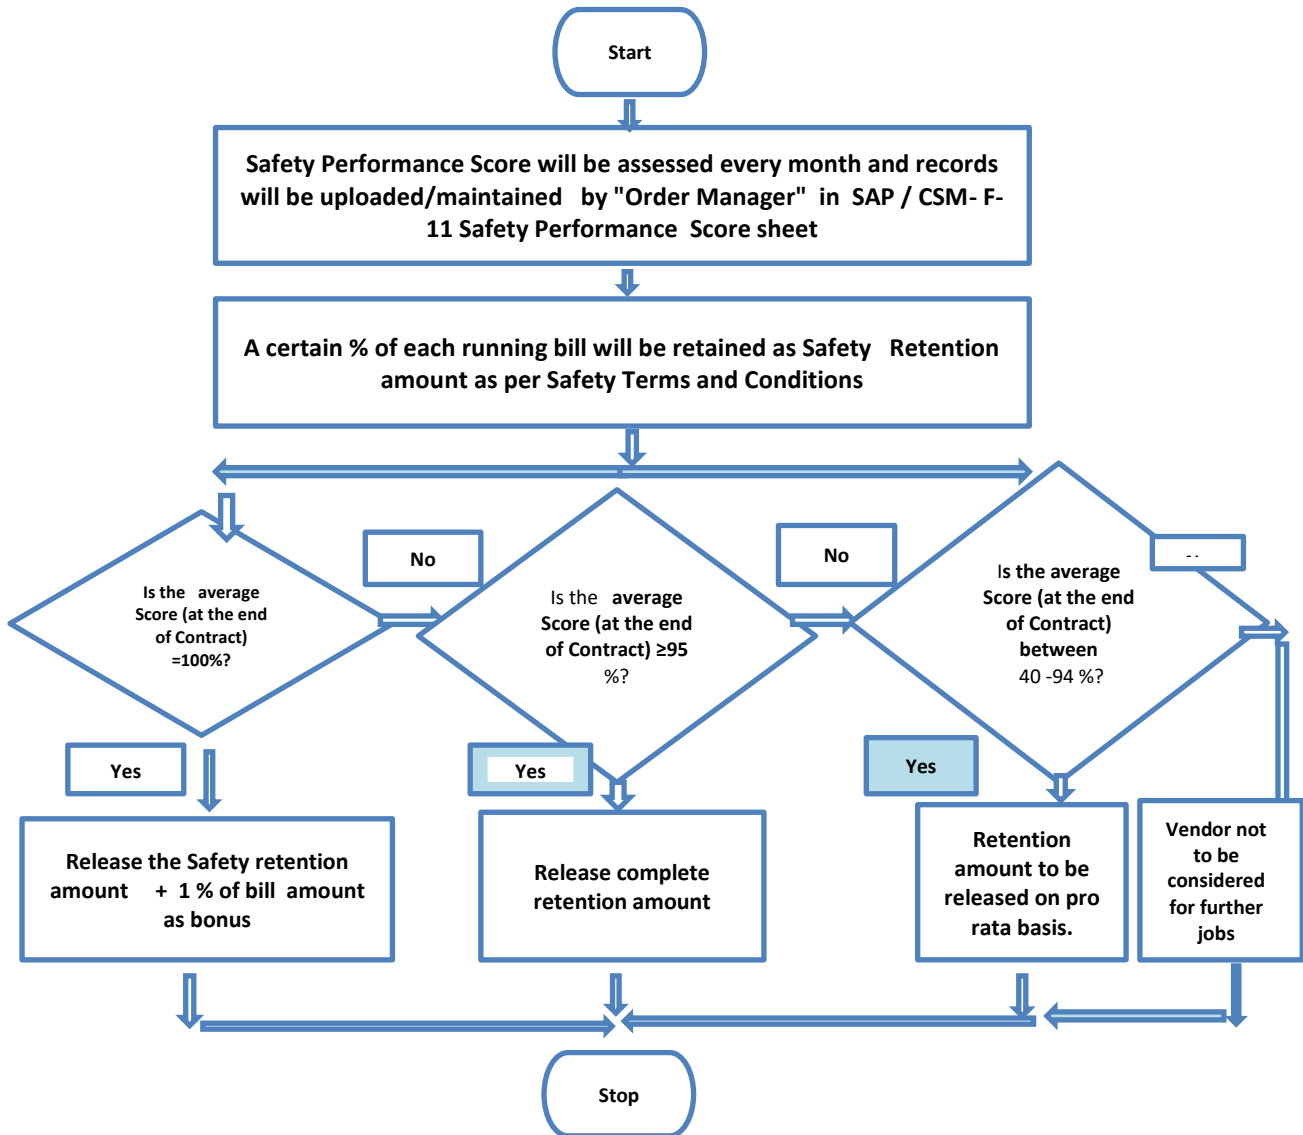 Start
Safety Performance Score will be assessed every month and records
will be uploaded/maintained by "Order Manager" in SAP / CSM- F-
11 Safety Performance Score sheet
A certain % of each running bill will be retained as Safety Retention
amount as per Safety Terms and Conditions
Is the average
Score (at the end
of Contract)
=100%?
No
Is the average
Score (at the end
of Contract) ≥95
%?
No
Is the average
Score (at the end
of Contract)
between
40 -94 %?
Yes
Yes
Yes
Release the Safety retention
amount + 1 % of bill amount
as bonus
Release complete
retention amount
Retention
amount to be
released on pro
rata basis.
Vendor not
to be
considered
for further
jobs
Stop